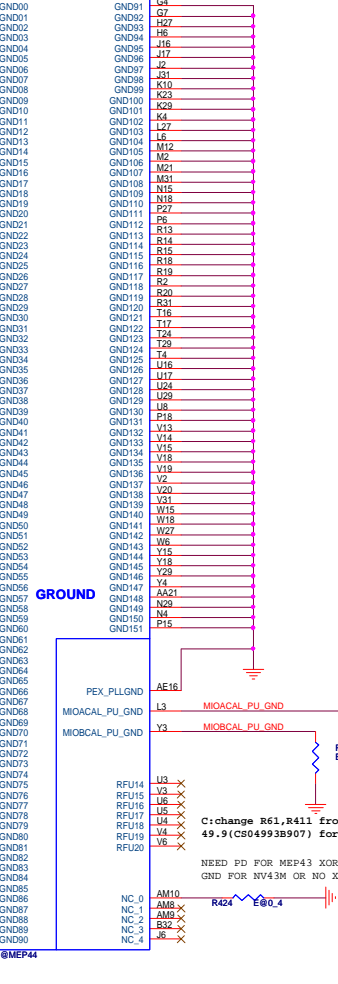 GND00 GND91 G4
GND01 GND92 G7
GND02 GND93 H27
GND03 GND94 H6
GND04 GND95 J16
GND05 GND96 J17
GND06 GND97 J2
GND07 GND98 J31
GND08 GND99 K10
GND09 GND100 K23
GND10 GND101 K29
GND11 GND102 K4
GND12 GND103 L27
GND13 GND104 L6
GND14 GND105 M12
GND15 GND106 M2
GND16 GND107 M21
GND17 GND108 M31
GND18 GND109 N15
GND19 GND110 N18
GND20 GND111 P27
GND21 GND112 P6
GND22 GND113 R13
GND23 GND114 R14
GND24 GND115 R15
GND25 GND116 R18
GND26 GND117 R19
GND27 GND118 R2
GND28 GND119 R20
GND29 GND120 R31
GND30 GND121 T16
GND31 GND122 T17
GND32 GND123 T24
GND33 GND124 T29
GND34 GND125 T4
GND35 GND126 U16
GND36 GND127 U17
GND37 GND128 U24
GND38 GND129 U29
GND39 GND130 U8
GND40 GND131 P18
GND41 GND132 V13
GND42 GND133 V14
GND43 GND134 V15
GND44 GND135 V18
GND45 GND136 V19
GND46 GND137 V2
GND47 GND138 V20
GND48 GND139 V31
GND49 GND140 W15
GND50 GND141 W18
GND51 GND142 W27
GND52 GND143 W6
GND53 GND144 Y15
GND54 GND145 Y18
GND55 GND146 Y29
GND56 GND147 Y4
GND57 GND148 AA21
GND58 GND149 N29
GND59 GND150 N4
GND60 GND151 P15
GROUND
GND61
GND62
GND63
GND64
GND65
GND66 PEX_PLLGND AE16
GND67
GND68 MIOACAL_PU_GND L3 MIOACAL_PU_GND
GND69
GND70 MIOBCAL_PU_GND Y3 MIOBCAL_PU_GND
GND71
GND72
GND73
GND74
GND75 RFU14 U3
GND76 RFU15 V3
GND77 RFU16 U6
GND78 RFU17 U5
GND79 RFU18 U4
GND80 RFU19 V4
GND81 RFU20 V6
GND82
GND83
GND84
GND85
GND86 NC_0 AM10
GND87 NC_1 AM8
GND88 NC_2 AM9
GND89 NC_3 B32
GND90 NC_4 J6
@MEP44
C:change R61,R411 fro
49.9(CS04993B907) for
NEED PD FOR MEP43 XOR
GND FOR NV43M OR NO X
R424 E@0_4